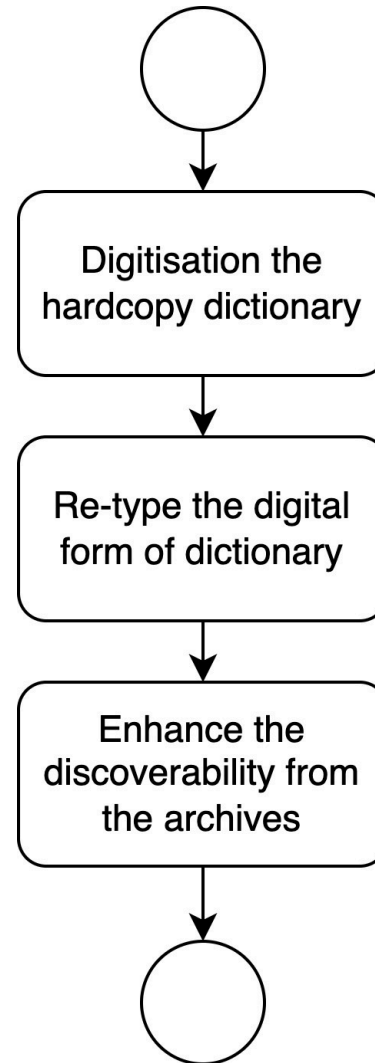 Digitisation the
hardcopy dictionary
Re-type the digital
form of dictionary
Enhance the
discoverability from
the archives